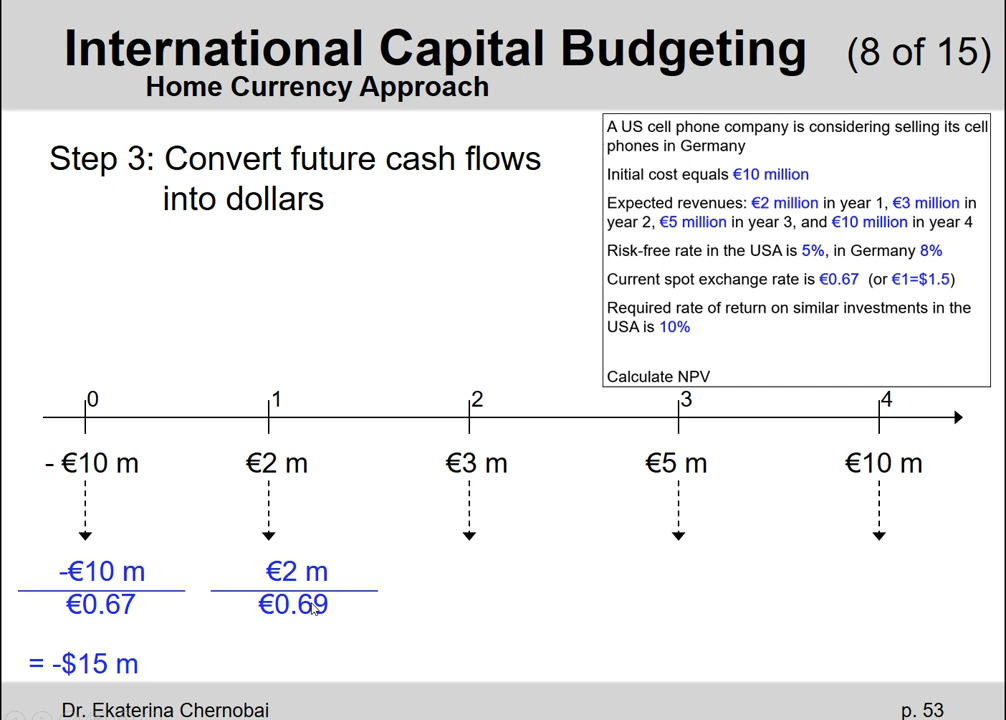 International Capital Budgeting (8 of 15)
Home Currency Approach
Step 3: Convert future cash flows
into dollars
A US cell phone company is considering selling its cell
phones in Germany
Initial cost equals €10 million
Expected revenues: €2 million in year 1, €3 million in
year 2, €5 million in year 3, and €10 million in year 4
Risk-free rate in the USA is 5%, in Germany 8%
Current spot exchange rate is €0.67 (or €1=$1.5)
Required rate of return on similar investments in the
USA is 10%
Calculate NPV
0 1 2 3 4
- €10 m €2 m €3 m €5 m €10 m
-€10 m €2 m
€0.67 €0.69
= -$15 m
Dr. Ekaterina Chernobai p. 53